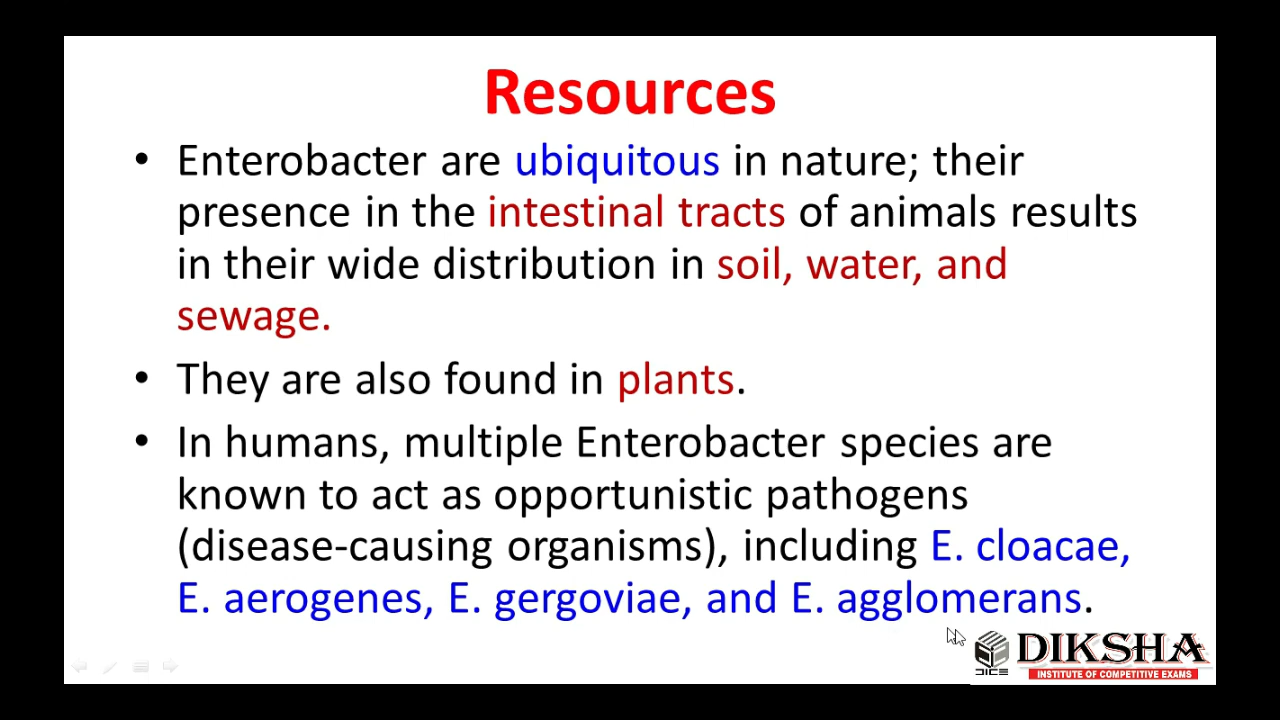 Resources
• Enterobacter are ubiquitous in nature; their
presence in the intestinal tracts of animals results
in their wide distribution in soil, water, and
sewage.
• They are also found in plants.
• In humans, multiple Enterobacter species are
known to act as opportunistic pathogens
(disease-causing organisms), including E. cloacae,
E. aerogenes, E. gergoviae, and E. agglomerans.
DICE
DIKSHA
INSTITUTE OF COMPETITIVE EXAMS